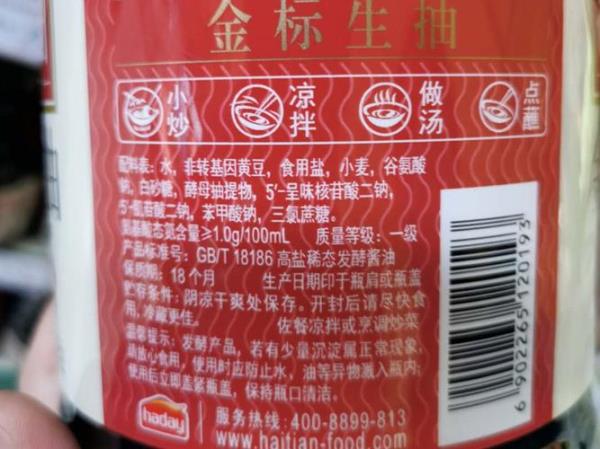 金标生抽
小炒 凉拌 做汤 点蘸
配料表：水，非转基因黄豆，食用盐，小麦，谷氨酸
钠，白砂糖，酵母抽提物，5'-呈味核苷酸二钠，
5'-肌苷酸二钠，苯甲酸钠，三氯蔗糖。
氨基酸态氮含量≥1.0g/100mL 质量等级：一级
产品标准号：GB/T 18186 高盐稀态发酵酱油
保质期：18个月 生产日期印于瓶肩或瓶盖
贮存条件：阴凉干爽处保存。开封后请尽快食
用，冷藏更佳。 佐餐凉拌或烹调炒菜
温馨提示：发酵产品，若有少量沉淀属正常现象，
请放心食用，使用时应防止水，油等异物溅入瓶内；
使用后立即盖紧瓶盖，保持瓶口清洁。
haday 服务热线：400-8899-813
www.haitian-food.com
6 902265 120193